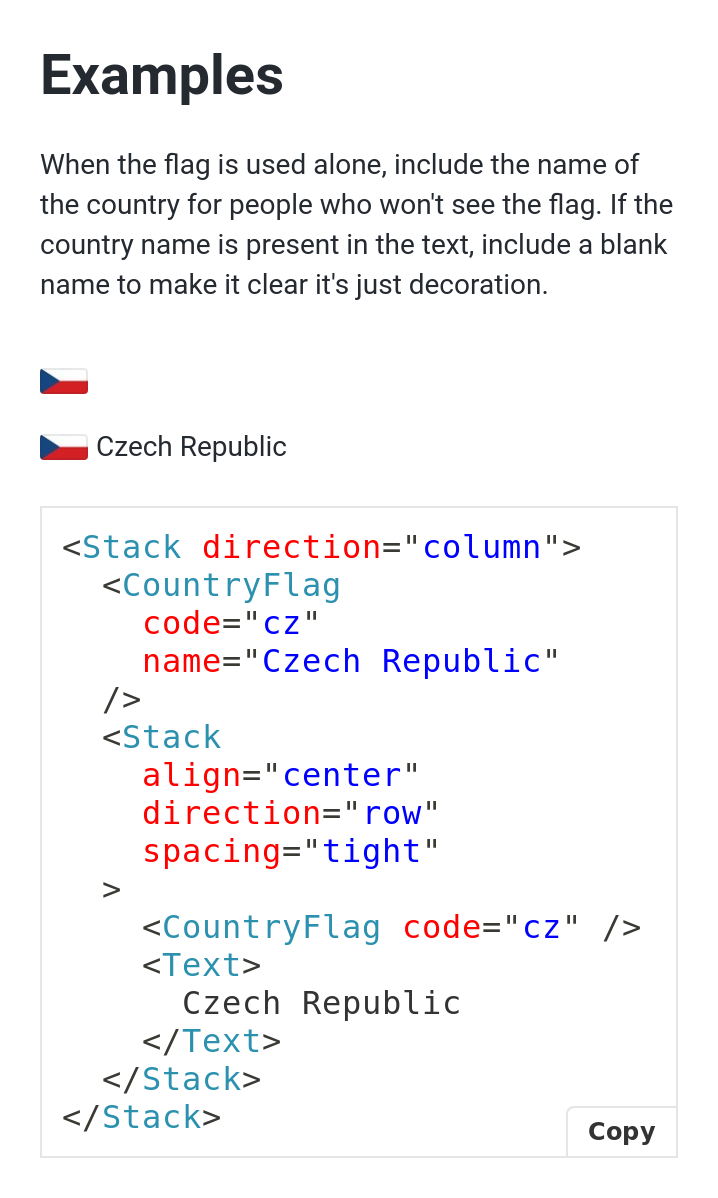 Examples
When the flag is used alone, include the name of
the country for people who won't see the flag. If the
country name is present in the text, include a blank
name to make it clear it's just decoration.
Czech Republic
<Stack direction="column">
  <CountryFlag
    code="cz"
    name="Czech Republic"
  />
  <Stack
    align="center"
    direction="row"
    spacing="tight"
  >
    <CountryFlag code="cz" />
    <Text>
      Czech Republic
    </Text>
  </Stack>
</Stack>
Copy